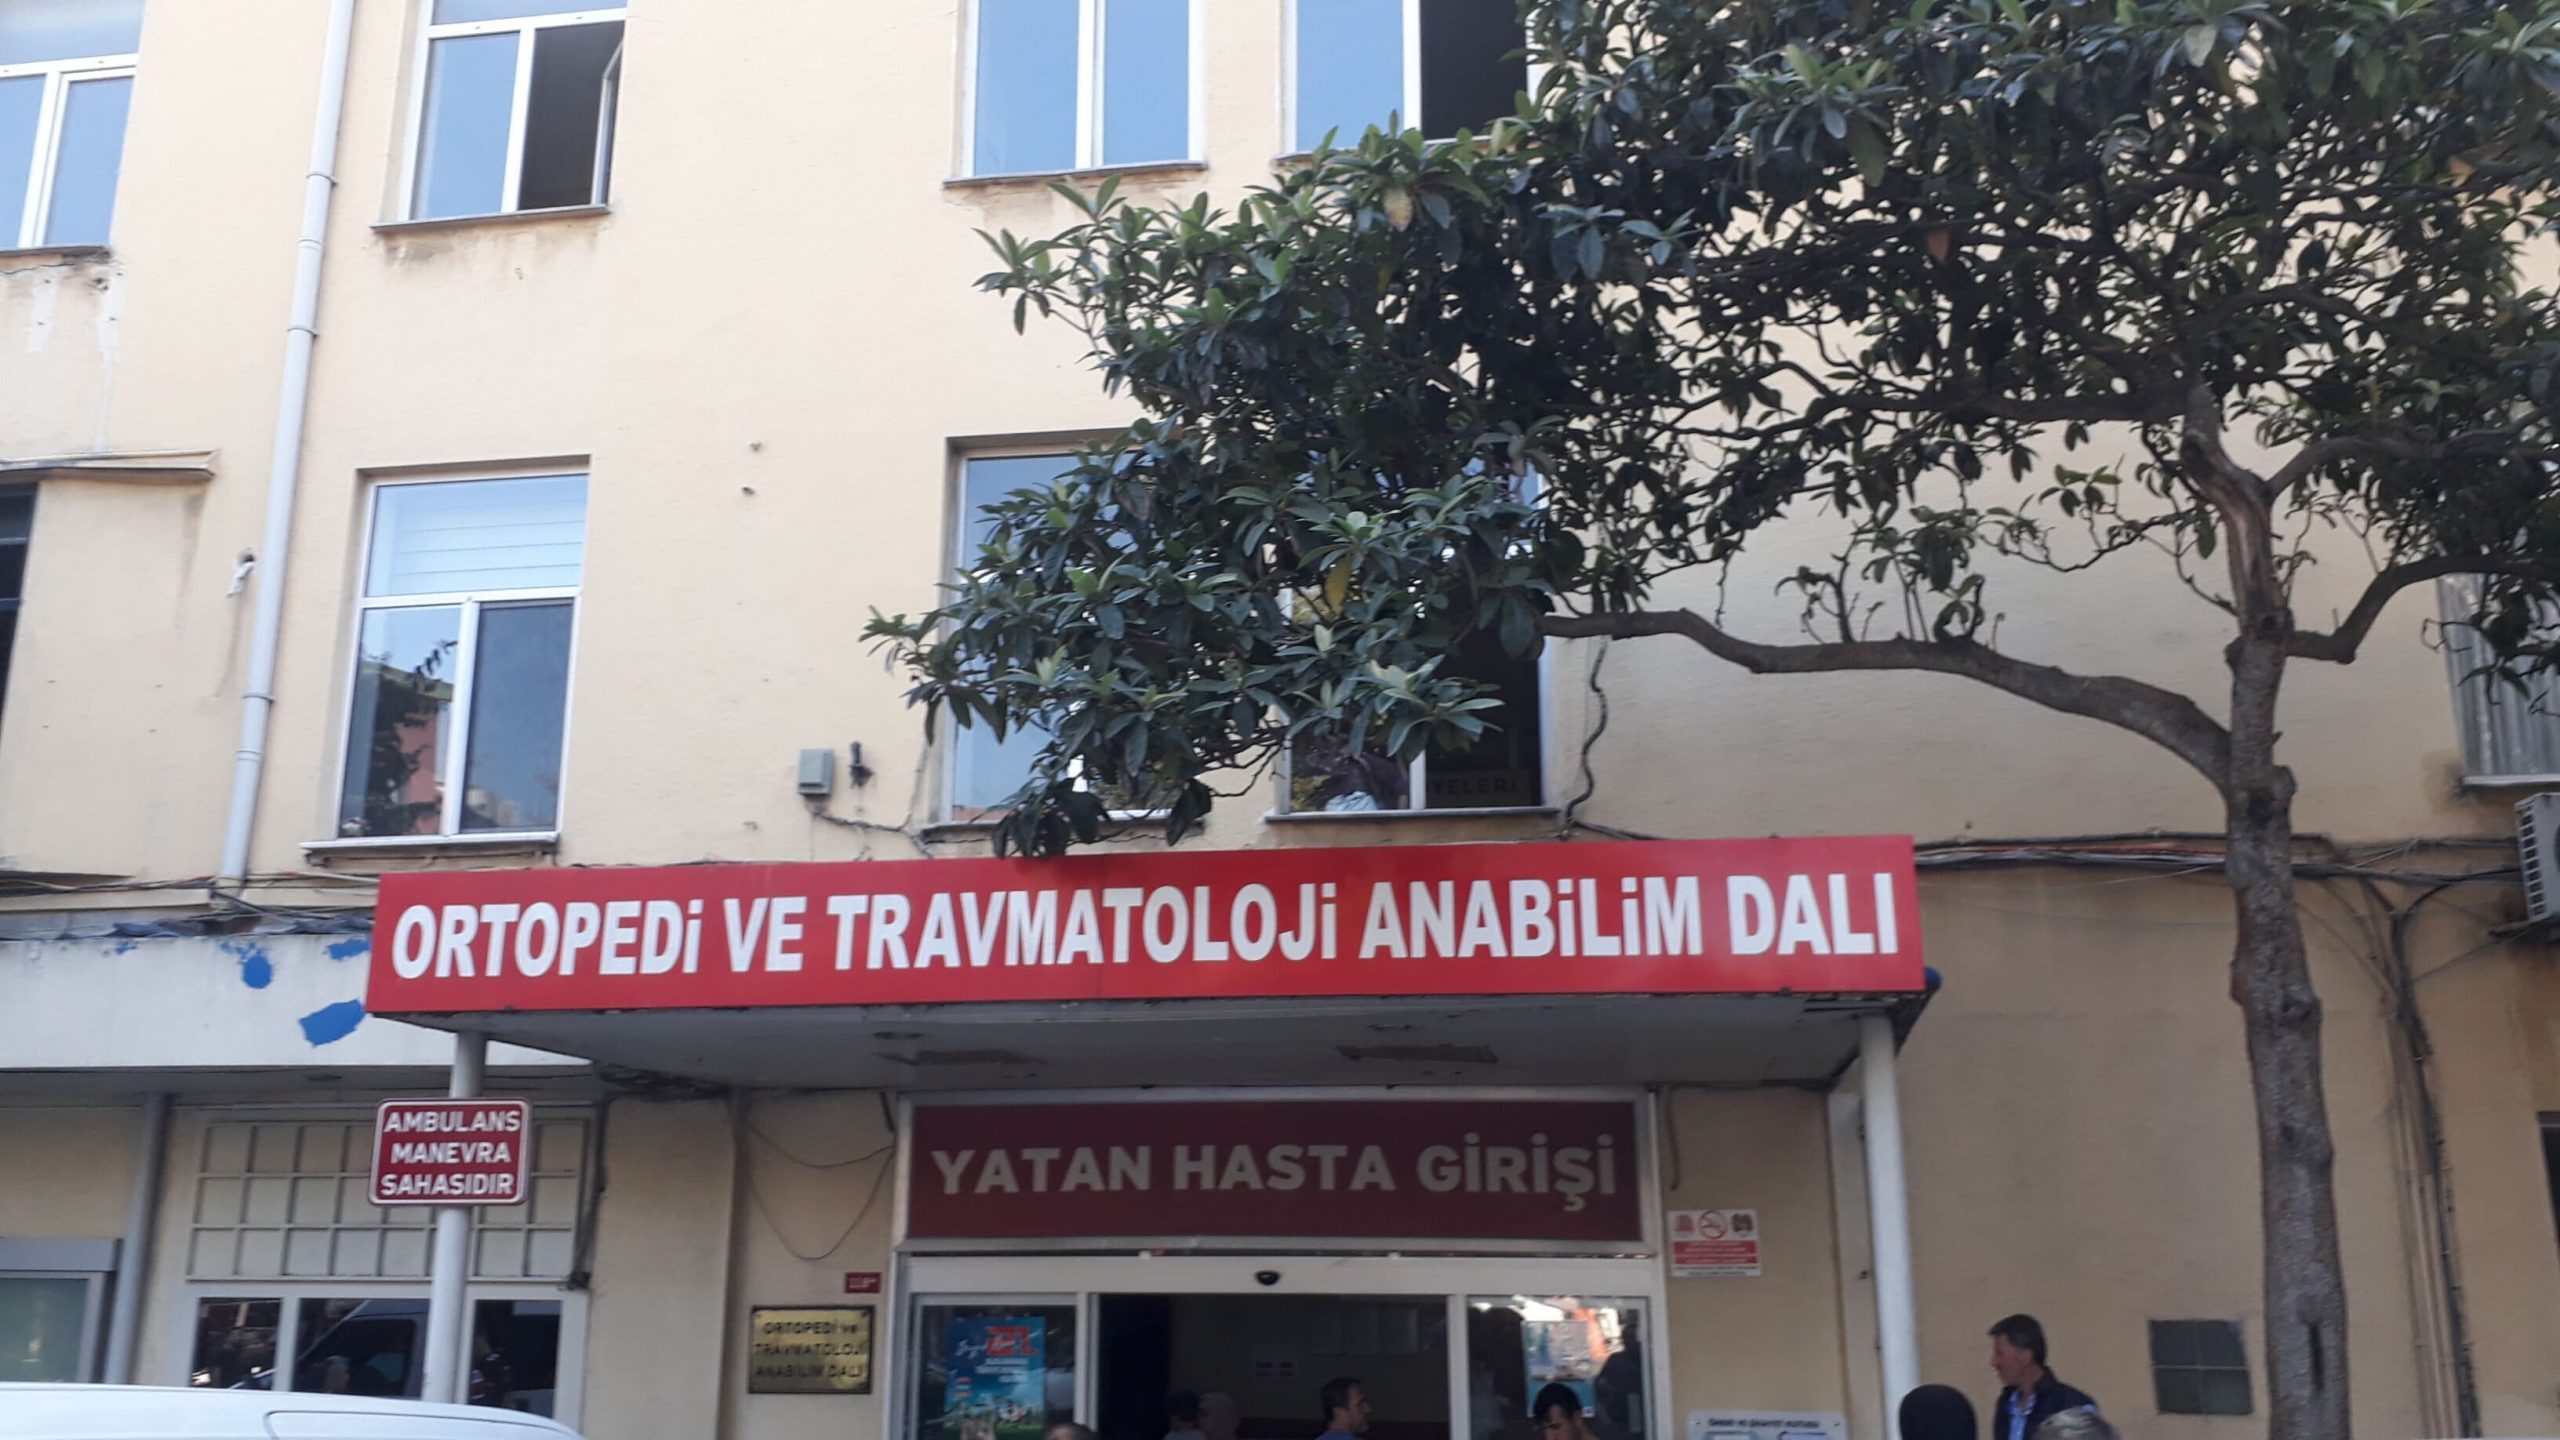 ORTOPEDİ VE TRAVMATOLOJİ ANABİLİM DALI
AMBULANS
MANEVRA
SAHASIDIR
YATAN HASTA GİRİŞİ
ORTOPEDİ ve
TRAVMATOLOJİ
ANABİLİM DALI